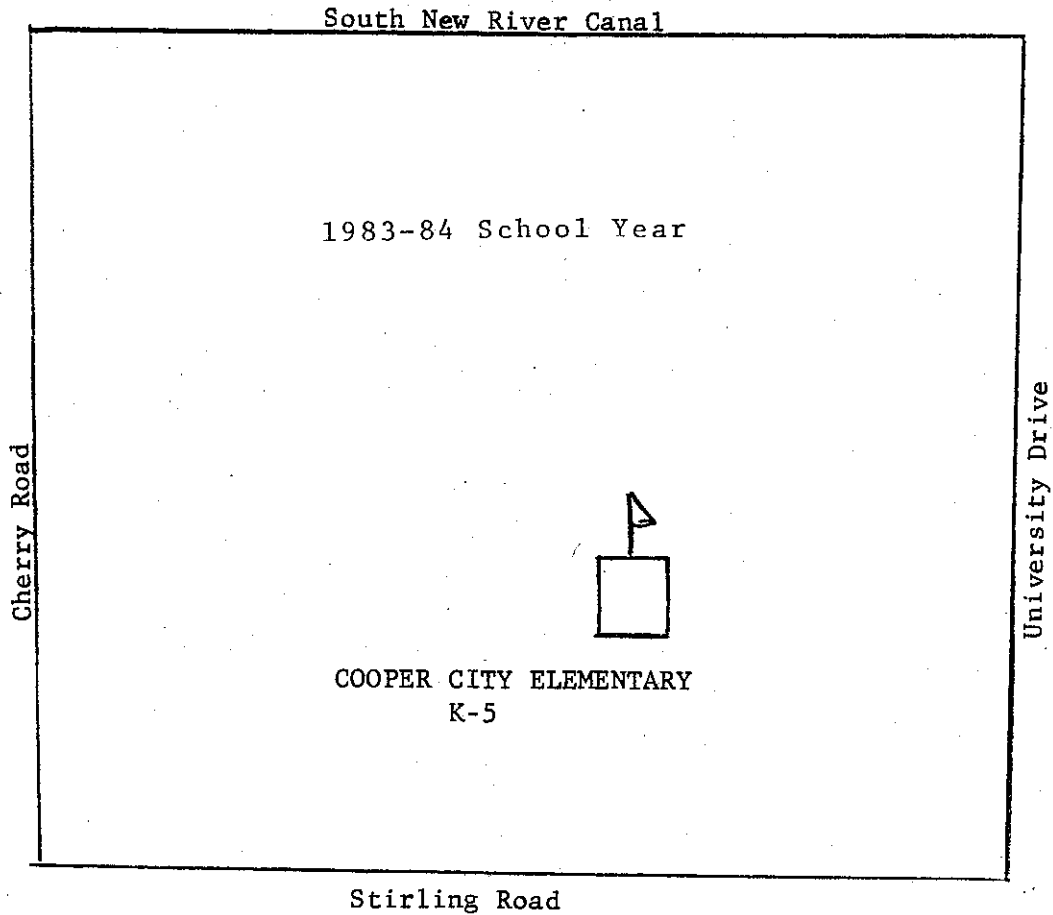 South New River Canal
1983-84 School Year
Cherry Road
University Drive
COOPER CITY ELEMENTARY
K-5
Stirling Road